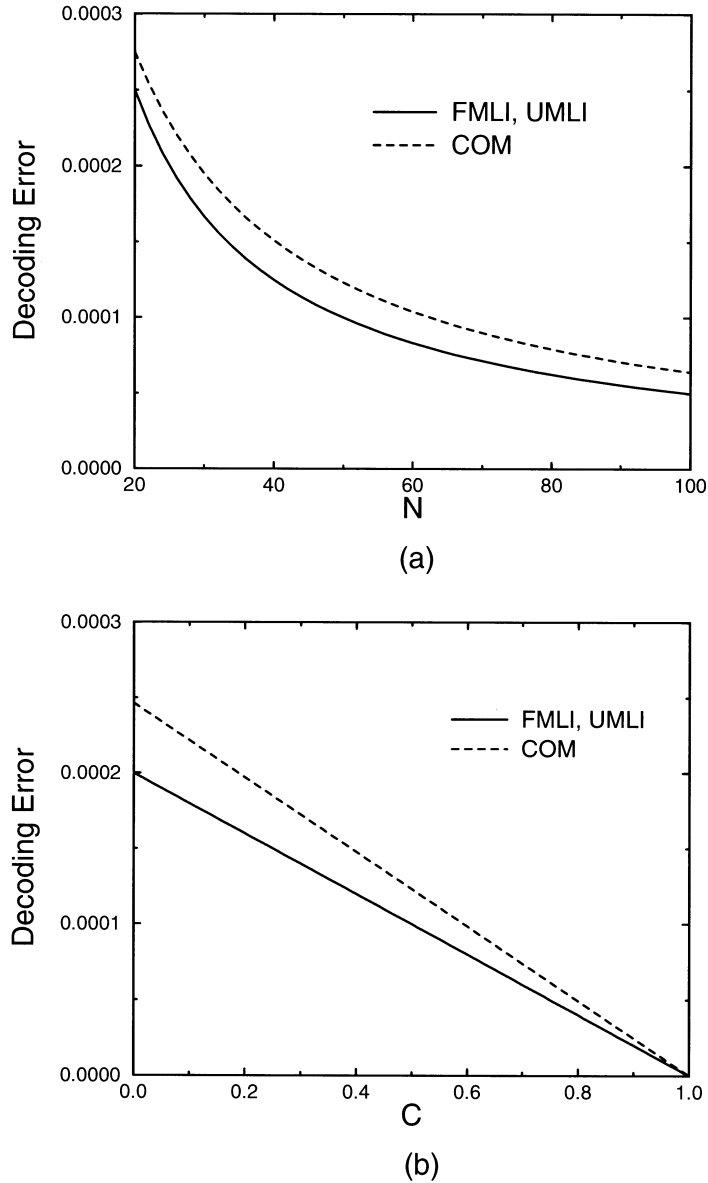 0.0003
FMLI, UMLI
COM
0.0002
Decoding Error
0.0001
0.0000
20 40 60 80 100
N
(a)
0.0003
FMLI, UMLI
COM
0.0002
Decoding Error
0.0001
0.0000
0.0 0.2 0.4 0.6 0.8 1.0
C
(b)